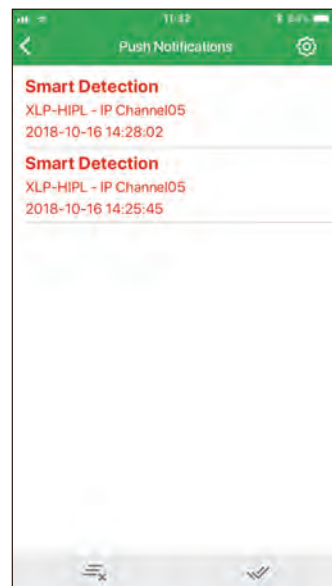 11:32
Push Notifications
Smart Detection
XLP-HIPL - IP Channel05
2018-10-16 14:28:02
Smart Detection
XLP-HIPL - IP Channel05
2018-10-16 14:25:45